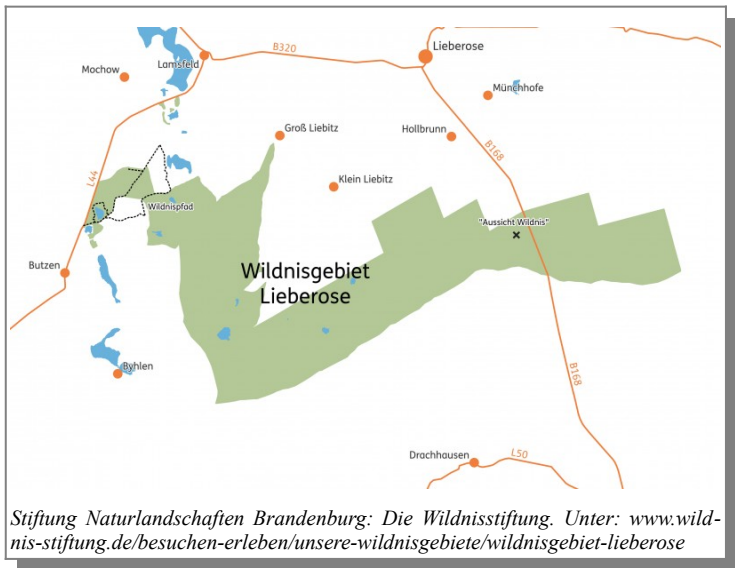 Lieberose
B320
Lamsfeld
Mochow
Münchhofe
Groß Liebitz
Hollbrunn
B168
Klein Liebitz
L44
Wildnispfad
"Aussicht Wildnis"
Butzen
Wildnisgebiet
Lieberose
Byhlen
B168
Drachhausen
L50
Stiftung Naturlandschaften Brandenburg: Die Wildnisstiftung. Unter: www.wild-
nis-stiftung.de/besuchen-erleben/unsere-wildnisgebiete/wildnisgebiet-lieberose